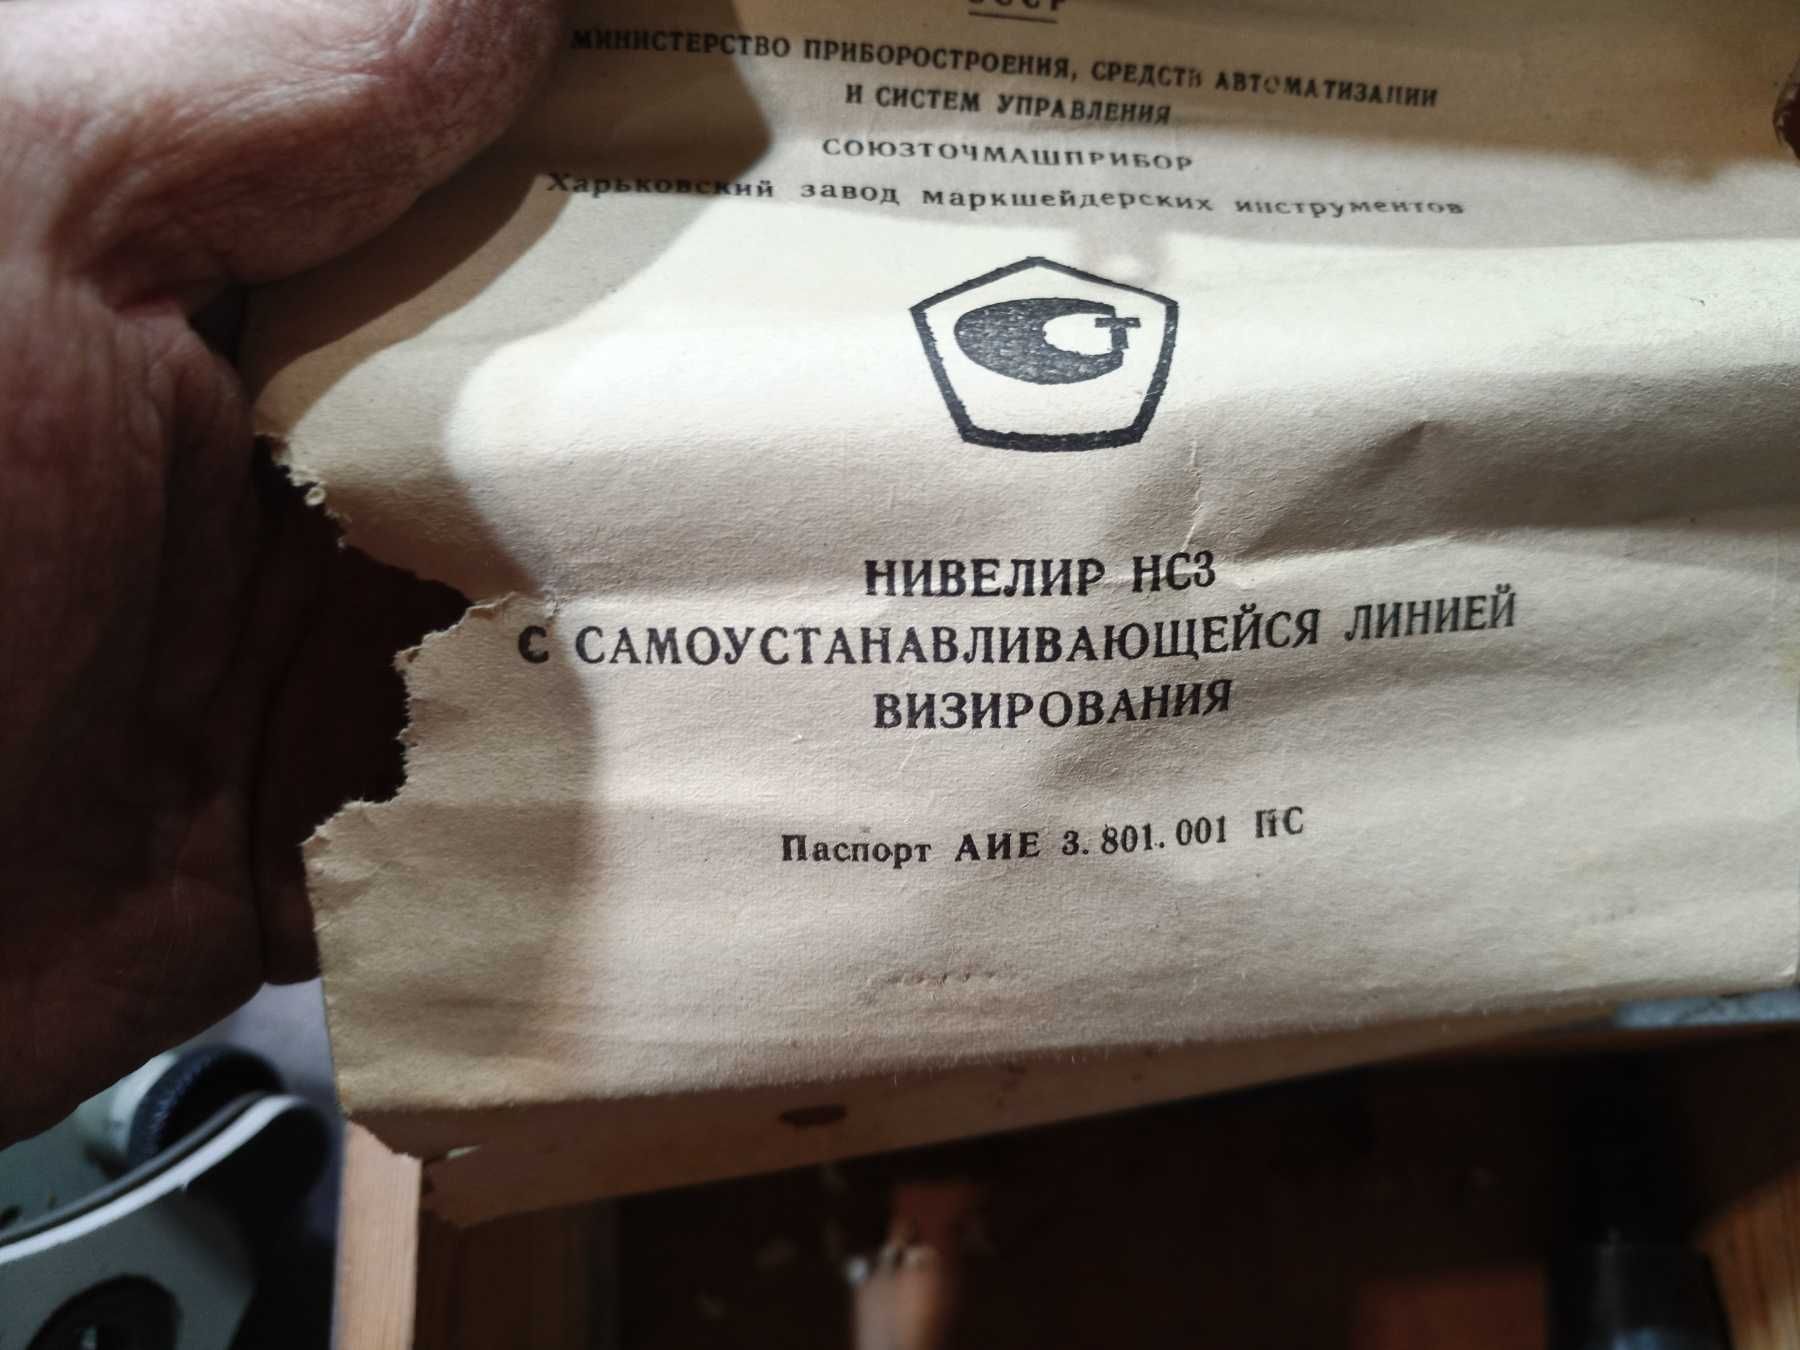 СССР
МИНИСТЕРСТВО ПРИБОРОСТРОЕНИЯ, СРЕДСТВ АВТОМАТИЗАЦИИ
И СИСТЕМ УПРАВЛЕНИЯ
СОЮЗТОЧМАШПРИБОР
Харьковский завод маркшейдерских инструментов
НИВЕЛИР НС3
С САМОУСТАНАВЛИВАЮЩЕЙСЯ ЛИНИЕЙ
ВИЗИРОВАНИЯ
Паспорт АИЕ 3.801.001 ПС